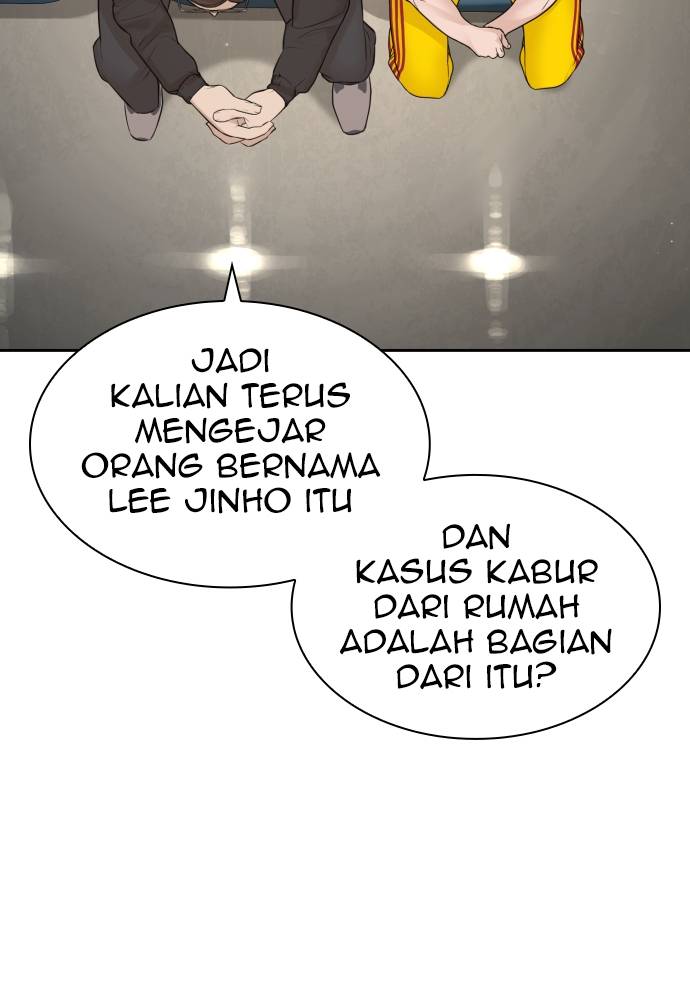 JADI
KALIAN TERUS
MENGEJAR
ORANG BERNAMA
LEE JINHO ITU
DAN
KASUS KABUR
DARI RUMAH
ADALAH BAGIAN
DARI ITU?